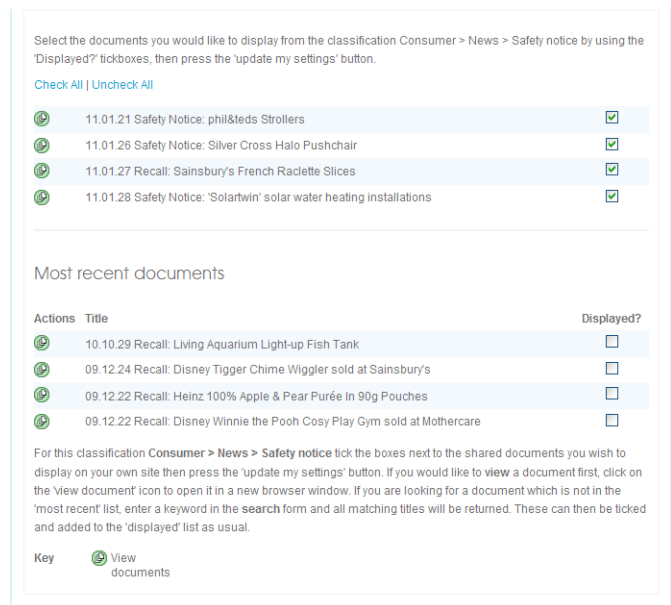 Select the documents you would like to display from the classification Consumer > News > Safety notice by using the
'Displayed?' tickboxes, then press the 'update my settings' button.
Check All | Uncheck All
11.01.21 Safety Notice: phil&teds Strollers
11.01.26 Safety Notice: Silver Cross Halo Pushchair
11.01.27 Recall: Sainsbury's French Raclette Slices
11.01.28 Safety Notice: 'Solartwin' solar water heating installations
Most recent documents
Actions Title Displayed?
10.10.29 Recall: Living Aquarium Light-up Fish Tank
09.12.24 Recall: Disney Tigger Chime Wiggler sold at Sainsbury's
09.12.22 Recall: Heinz 100% Apple & Pear Purée In 90g Pouches
09.12.22 Recall: Disney Winnie the Pooh Cosy Play Gym sold at Mothercare
For this classification Consumer > News > Safety notice tick the boxes next to the shared documents you wish to
display on your own site then press the 'update my settings' button. If you would like to view a document first, click on
the 'view document' icon to open it in a new browser window. If you are looking for a document which is not in the
'most recent' list, enter a keyword in the search form and all matching titles will be returned. These can then be ticked
and added to the 'displayed' list as usual.
Key View
documents